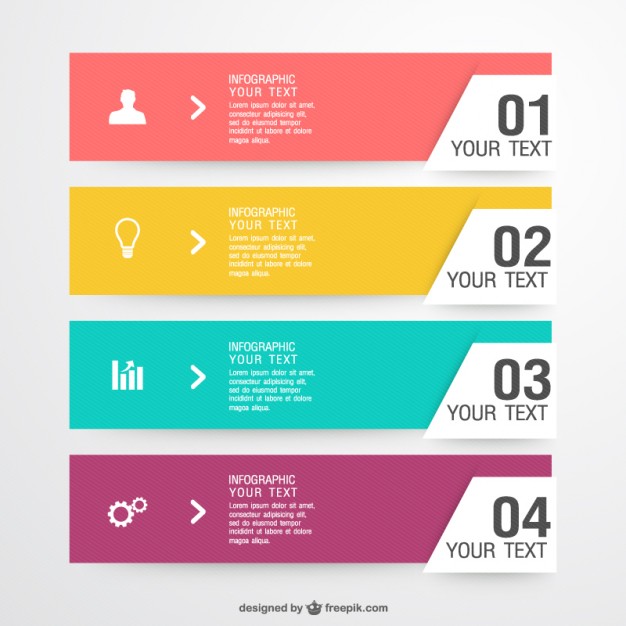 INFOGRAPHIC
YOUR TEXT
Lorem ipsum dolor sit
amet, consectetur
adipisicing elit, sed do
eiusmod tempor
incididunt ut labore et
dolore magna aliqua.
01
YOUR TEXT
INFOGRAPHIC
YOUR TEXT
Lorem ipsum dolor sit
amet, consectetur
adipisicing elit, sed do
eiusmod tempor
incididunt ut labore et dolore
magna aliqua.
02
YOUR TEXT
INFOGRAPHIC
YOUR TEXT
Lorem ipsum dolor sit
amet, consectetur
adipisicing elit, sed do
eiusmod tempor
incididunt ut labore et dolore
magna aliqua.
03
YOUR TEXT
INFOGRAPHIC
YOUR TEXT
Lorem ipsum dolor sit
amet, consectetur
adipisicing elit, sed do
eiusmod tempor
incididunt ut labore et
dolore magna aliqua.
04
YOUR TEXT
designed by freepik.com